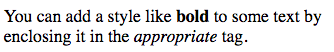 You can add a style like bold to some text by
enclosing it in the appropriate tag.